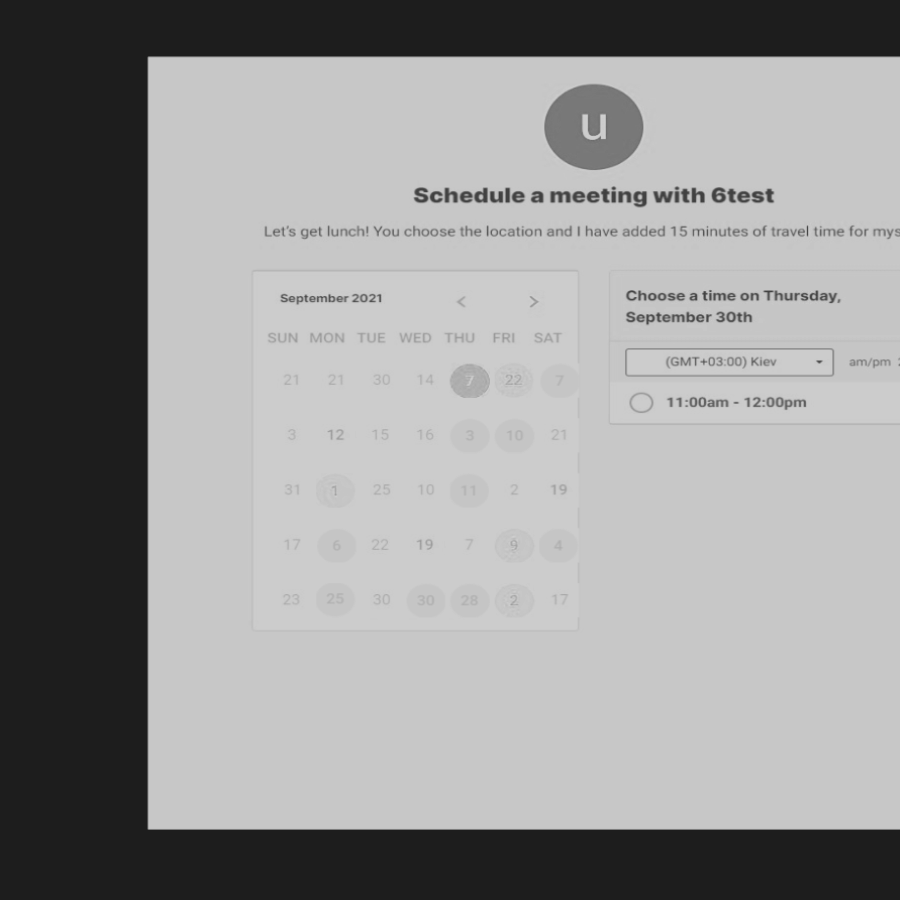 u
Schedule a meeting with 6test
Let's get lunch! You choose the location and I have added 15 minutes of travel time for mys
September 2021 < >
SUN MON TUE WED THU FRI SAT
21 21 30 14 7 22 7
3 12 15 16 3 10 21
31 1 25 10 11 2 19
17 6 22 19 7 9 4
23 25 30 30 28 2 17
Choose a time on Thursday,
September 30th
(GMT+03:00) Kiev am/pm
11:00am - 12:00pm